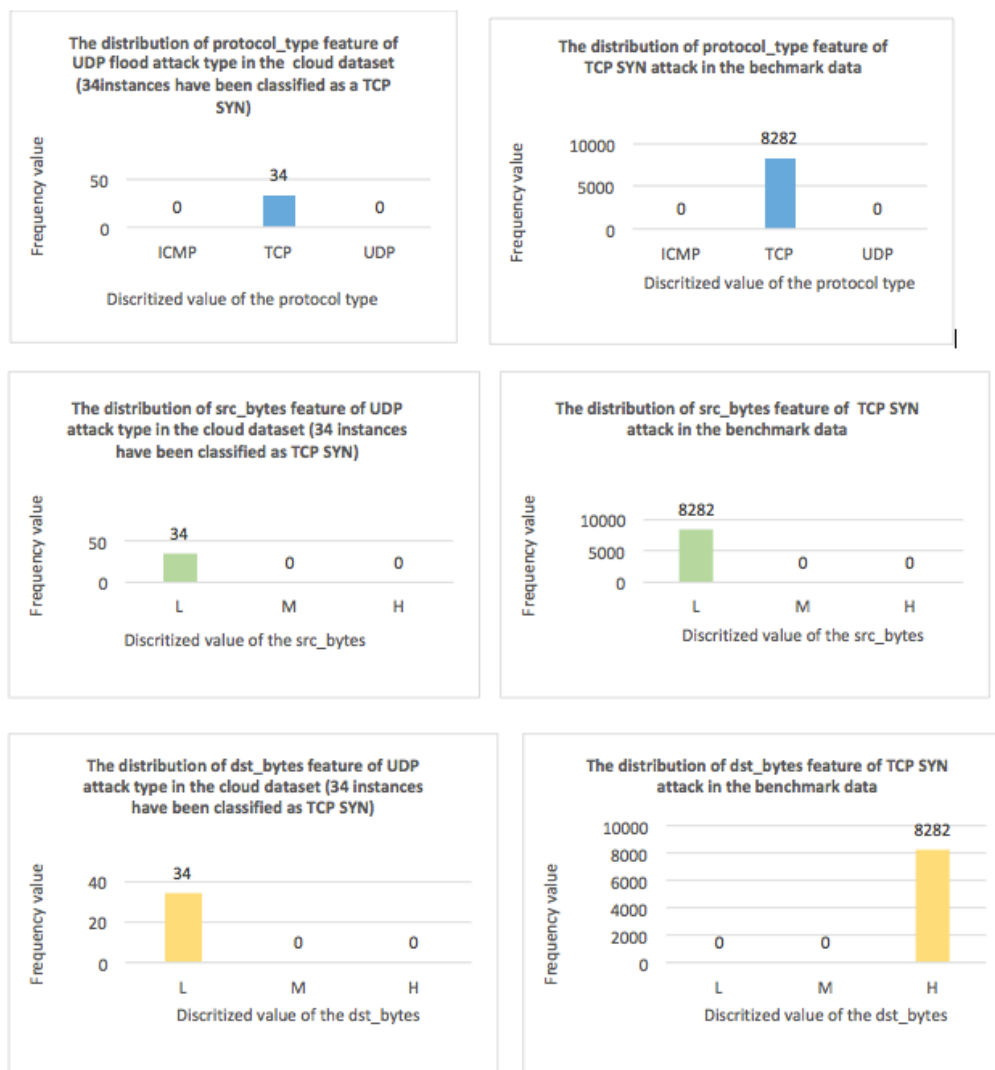 The distribution of protocol_type feature of
UDP flood attack type in the cloud dataset
(34instances have been classified as a TCP
SYN)
Frequency value
50
0
0
34
0
ICMP
TCP
UDP
Discritized value of the protocol type
The distribution of protocol_type feature of
TCP SYN attack in the bechmark data
Frequency value
10000
5000
0
0
8282
0
ICMP
TCP
UDP
Discritized value of the protocol type
The distribution of src_bytes feature of UDP
attack type in the cloud dataset (34 instances
have been classified as TCP SYN)
Frequency value
50
0
34
0
0
L
M
H
Discritized value of the src_bytes
The distribution of src_bytes feature of TCP SYN
attack in the benchmark data
Frequency value
10000
5000
0
8282
0
0
L
M
H
Discritized value of the src_bytes
The distribution of dst_bytes feature of UDP
attack type in the cloud dataset (34 instances
have been classified as TCP SYN)
Frequency value
40
20
0
34
0
0
L
M
H
Discritized value of the dst_bytes
The distribution of dst_bytes feature of TCP SYN
attack in the benchmark data
Frequency value
10000
8000
6000
4000
2000
0
0
0
8282
L
M
H
Discritized value of the dst_bytes